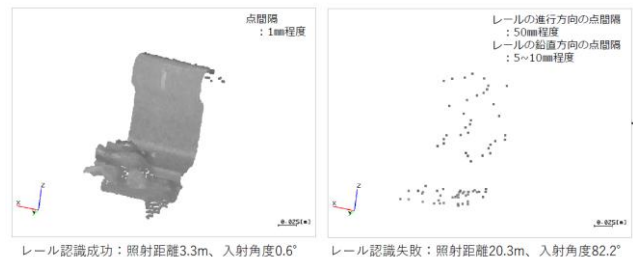 点間隔
：1㎜程度
レール認識成功：照射距離3.3m、入射角度0.6°
レールの進行方向の点間隔
：50㎜程度
レールの鉛直方向の点間隔
：5~10㎜程度
レール認識失敗：照射距離20.3m、入射角度82.2°